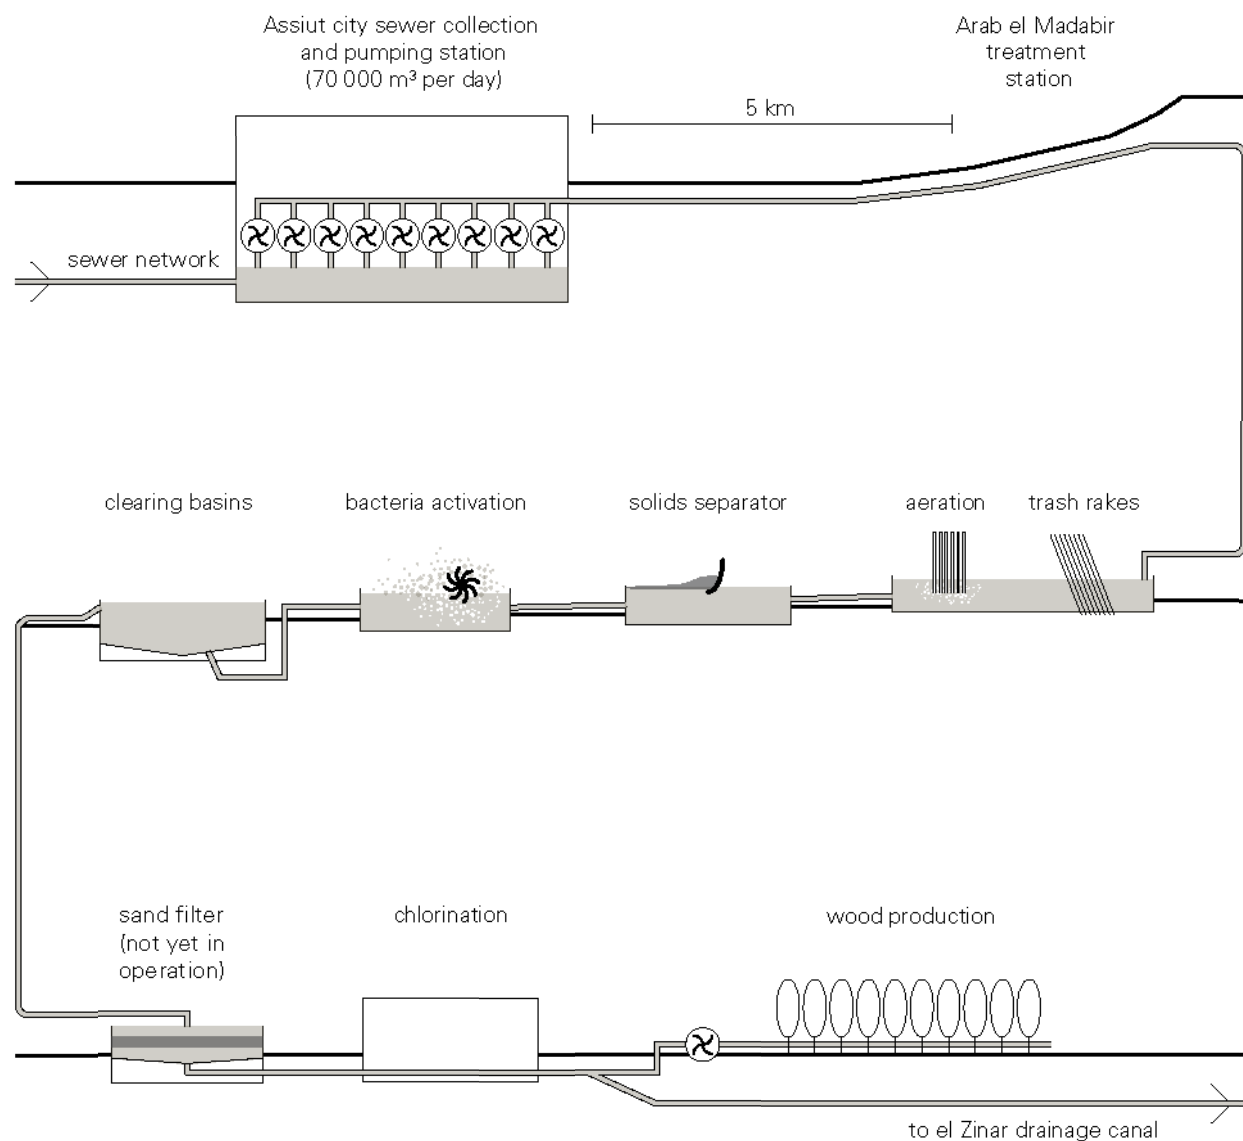 Assiut city sewer collection
and pumping station
(70 000 m³ per day)
Arab el Madabir
treatment
station
5 km
sewer network
clearing basins
bacteria activation
solids separator
aeration
trash rakes
sand filter
(not yet in
operation)
chlorination
wood production
to el Zinar drainage canal